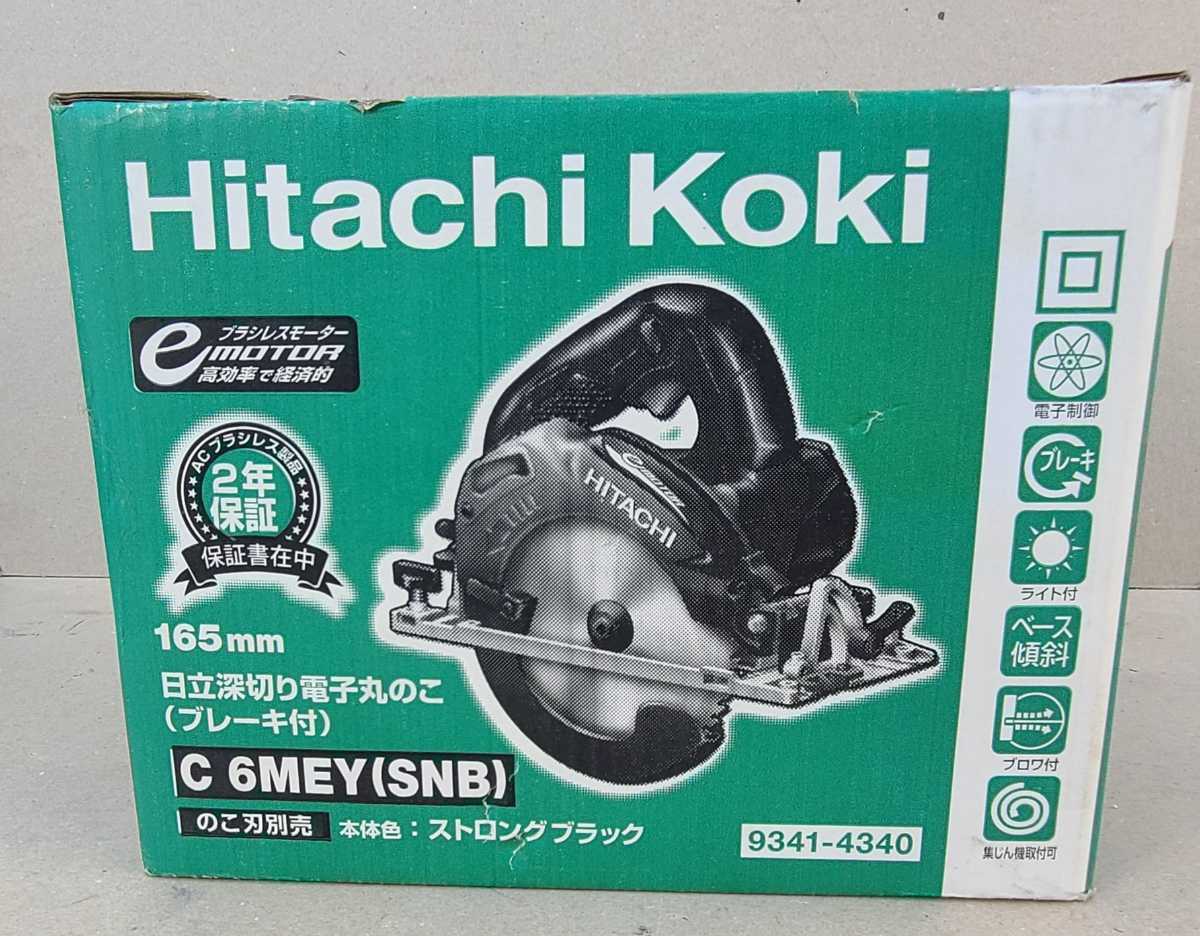 Hitachi Koki
ブラシレスモーター
e MOTOR
高効率で経済的
ACブラシレス製品
2年
保証
保証書在中
e MOTOR
HITACHI
165mm
日立深切り電子丸のこ
(ブレーキ付)
C 6MEY(SNB)
のこ刃別売
本体色:ストロングブラック
9341-4340
電子制御
ブレーキ
ライト付
ベース
傾斜
ブロワ付
集じん機取付可